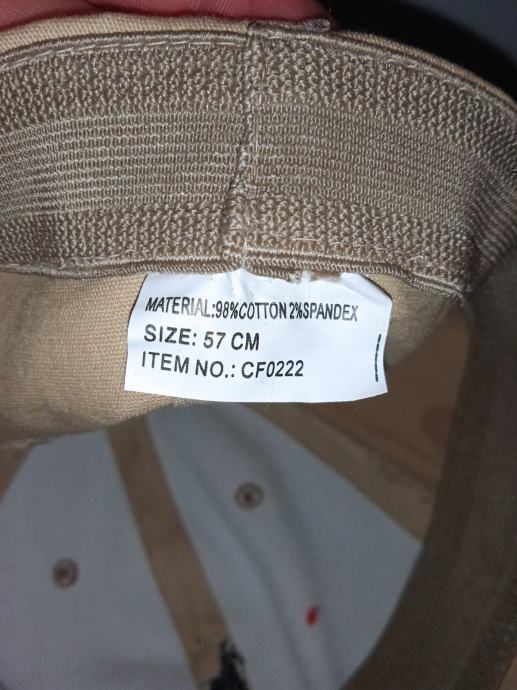 MATERIAL:98%COTTON 2%SPANDEX
SIZE: 57 CM
ITEM NO.: CF0222